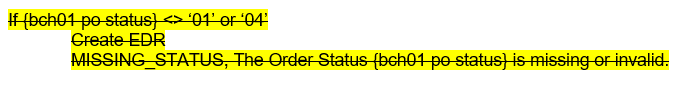 If {bch01 po status} <> ‘01’ or ‘04’
Create EDR
MISSING_STATUS, The Order Status {bch01 po status} is missing or invalid.